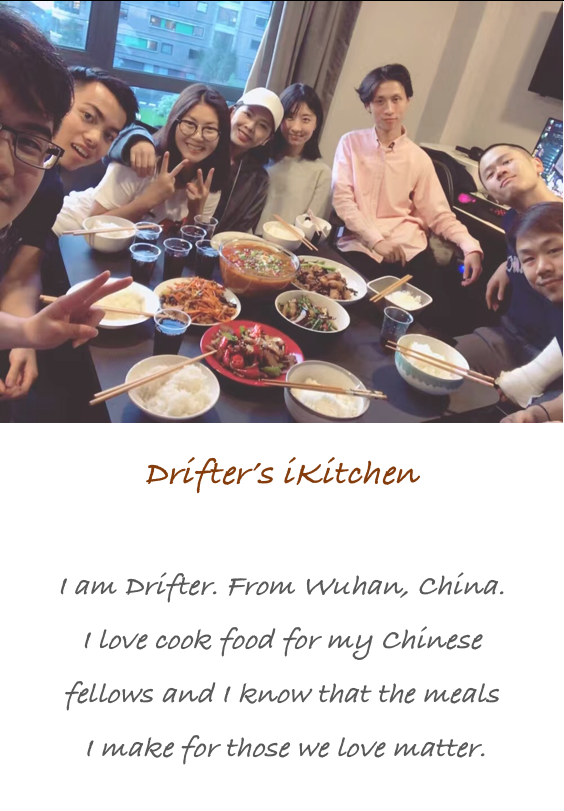 Drifter's iKitchen
I am Drifter. From Wuhan, China.
I love cook food for my Chinese
fellows and I know that the meals
I make for those we love matter.